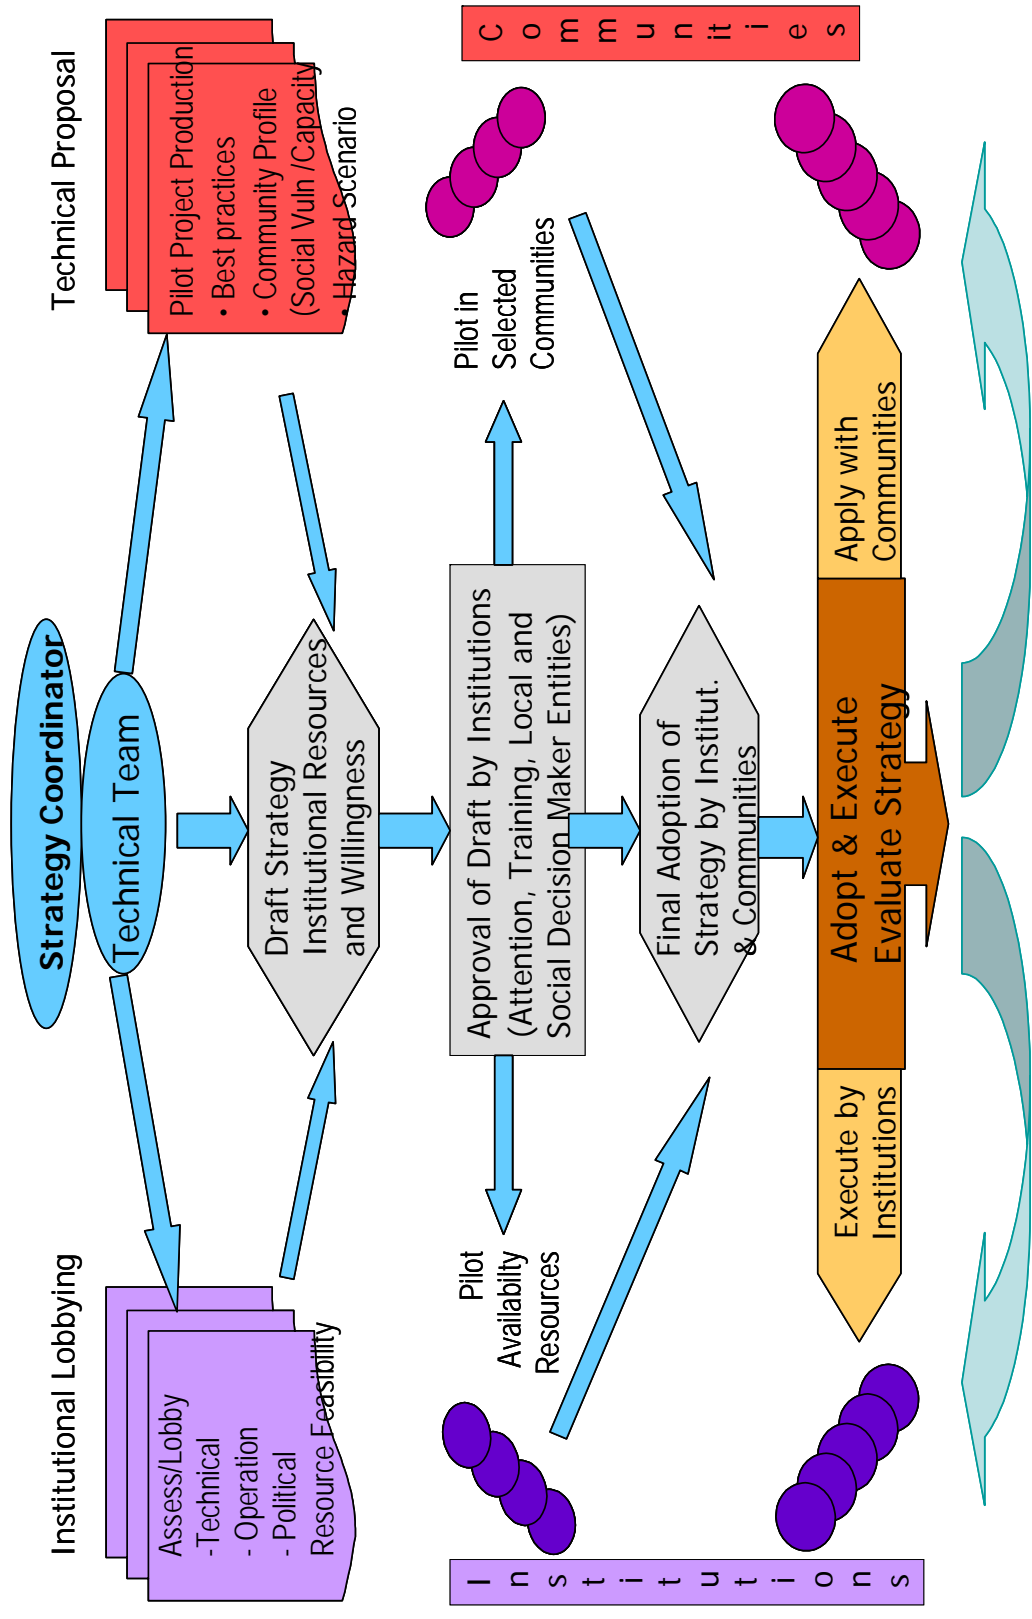 Strategy Coordinator
Technical Team
Institutional Lobbying
Technical Proposal
Assess/Lobby
- Technical
- Operation
- Political
Resource Feasibility
Pilot Project Production
• Best practices
• Community Profile
(Social Vuln /Capacity
• Hazard Scenario
Draft Strategy
Institutional Resources
and Willingness
Pilot
Availabilty
Resources
Approval of Draft by Institutions
(Attention, Training, Local and
Social Decision Maker Entities)
Pilot in
Selected
Communities
Final Adoption of
Strategy by Institut.
& Communities
Execute by
Institutions
Adopt & Execute
Evaluate Strategy
Apply with
Communities
Institutions
Communities